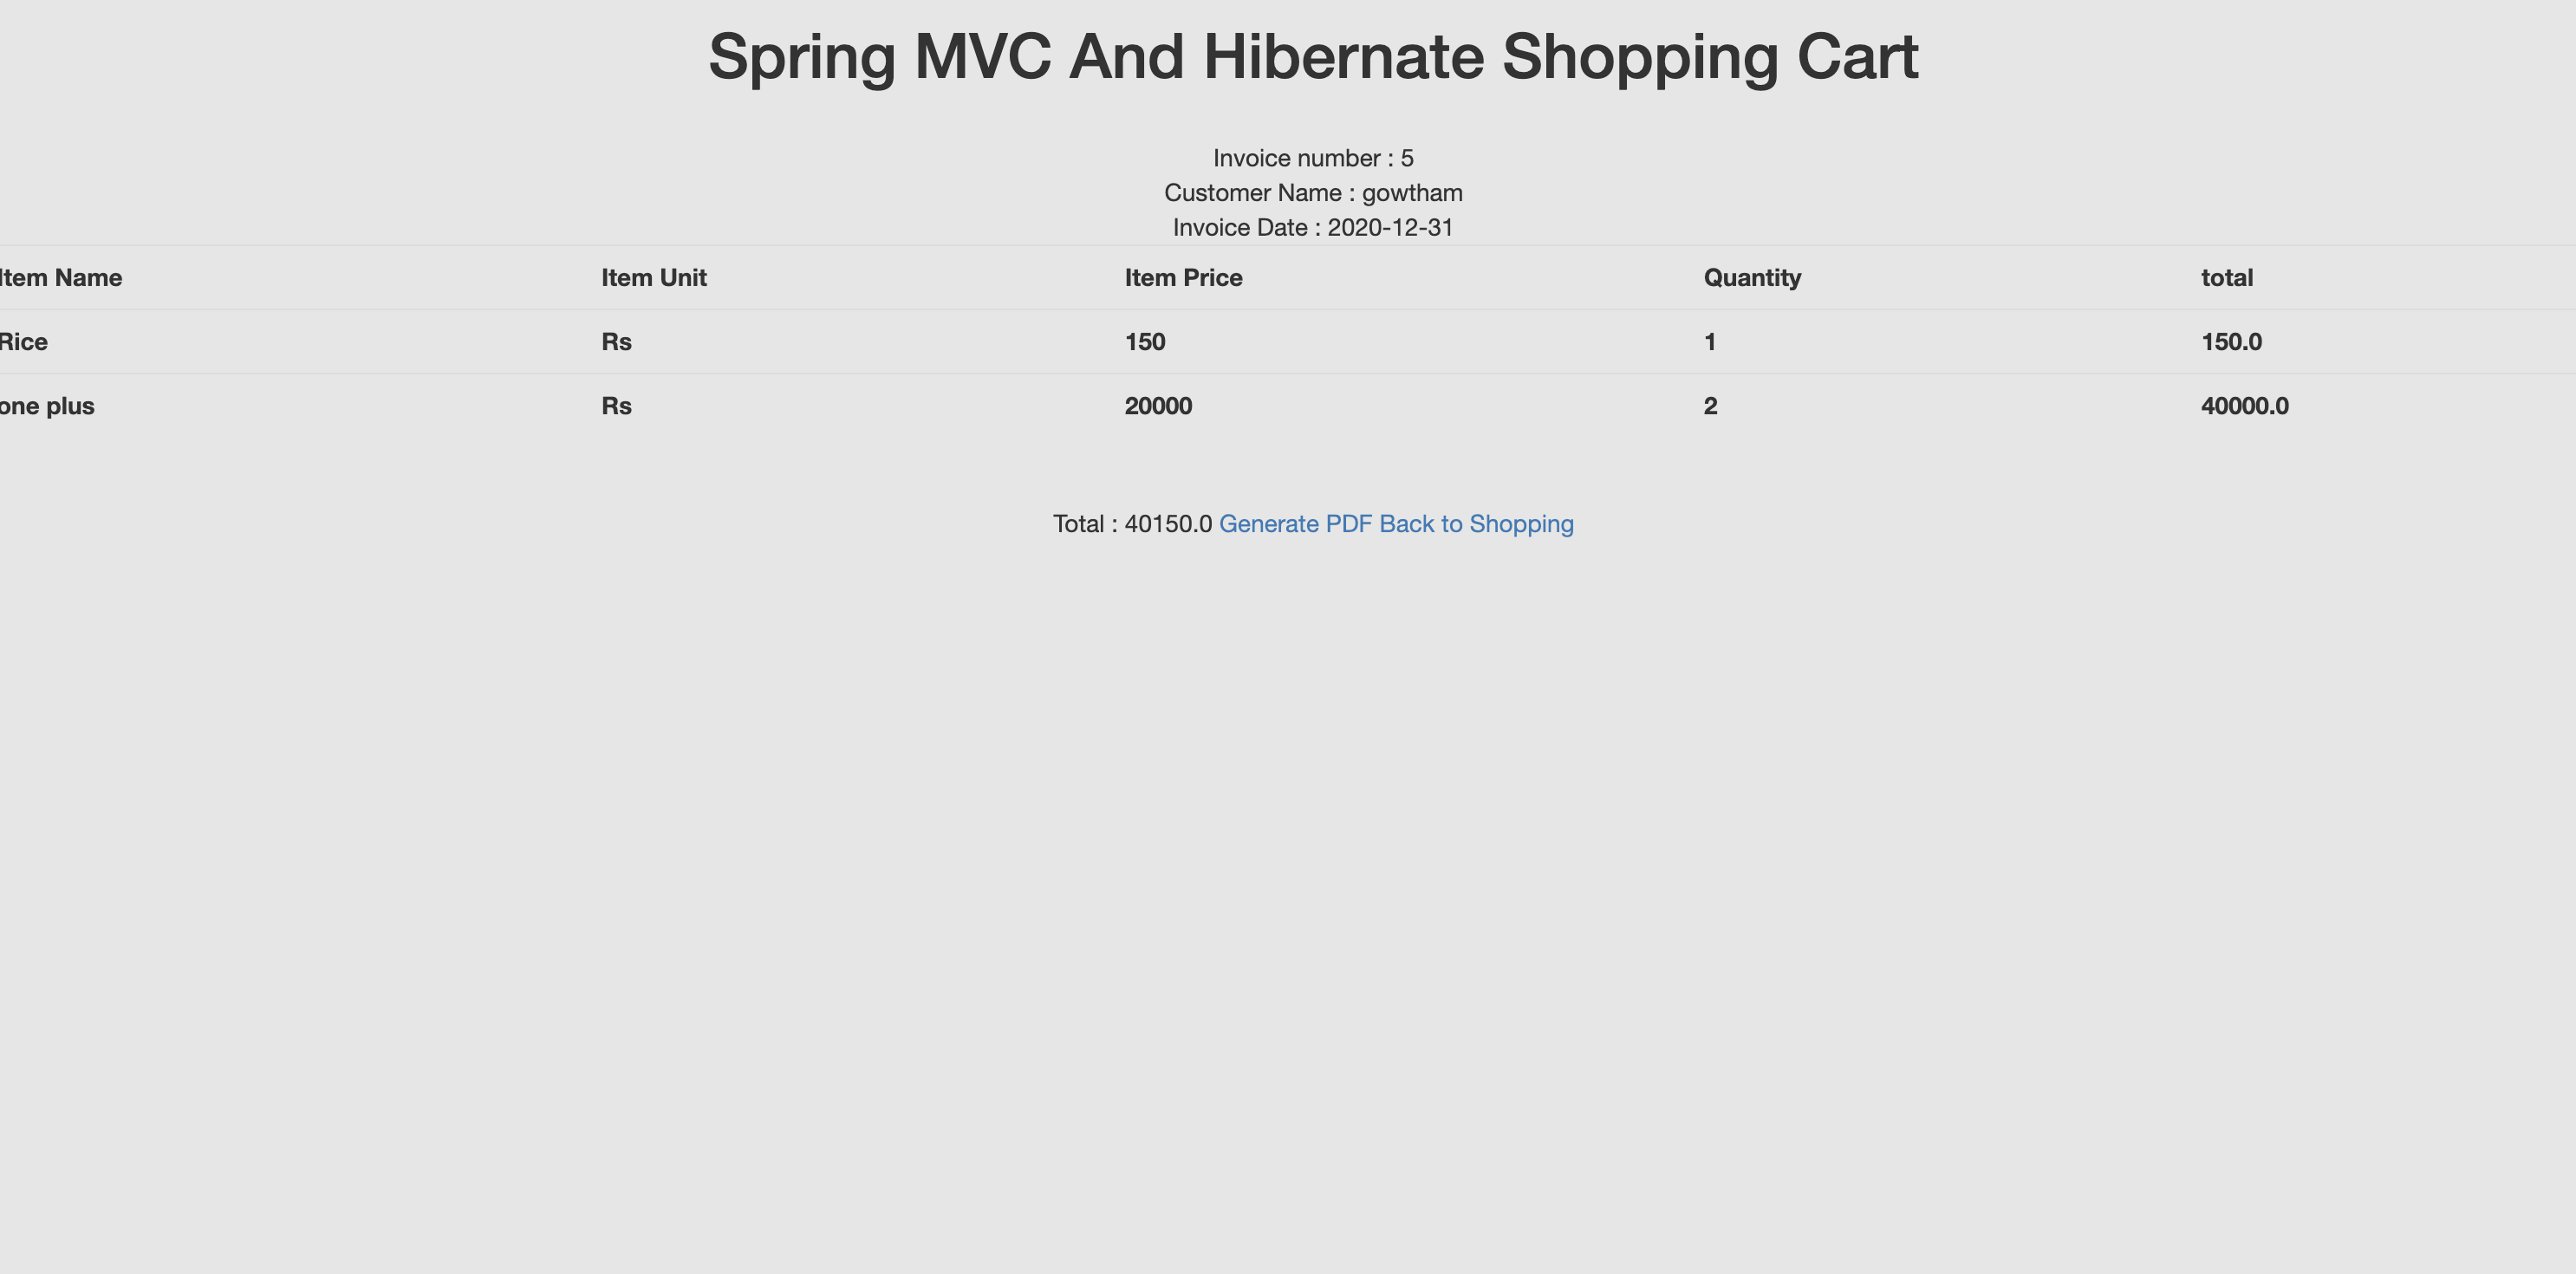 Spring MVC And Hibernate Shopping Cart
Invoice number : 5
Customer Name : gowtham
Invoice Date : 2020-12-31
Item Name Item Unit Item Price Quantity total
Rice Rs 150 1 150.0
one plus Rs 20000 2 40000.0
Total : 40150.0 Generate PDF Back to Shopping